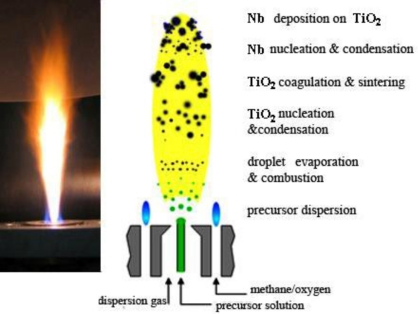 Nb deposition on TiO₂
Nb nucleation & condensation
TiO₂ coagulation & sintering
TiO₂ nucleation
&condensation
droplet evaporation
& combustion
precursor dispersion
methane/oxygen
dispersion gas
precursor solution